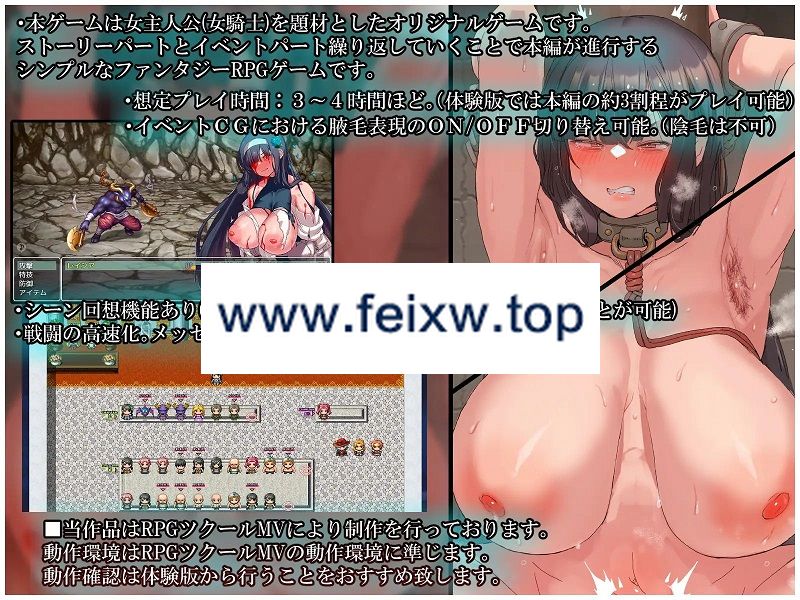 ・本ゲームは女主人公(女騎士)を題材としたオリジナルゲームです。
ストーリーパートとイベントパート繰り返していくことで本編が進行する
シンプルなファンタジーRPGゲームです。
・想定プレイ時間：３～４時間ほど。(体験版では本編の約3割程がプレイ可能)
・イベントＣＧにおける腋毛表現のＯＮ/ＯＦＦ切り替え可能。(陰毛は不可)
攻撃
特技
防御
アイテム
・シーン回想機能あり
とが可能)
www.feixw.top
・戦闘の高速化。メッセ
■当作品はRPGツクールMVにより制作を行っております。
動作環境はRPGツクールMVの動作環境に準じます。
動作確認は体験版から行うことをおすすめ致します。